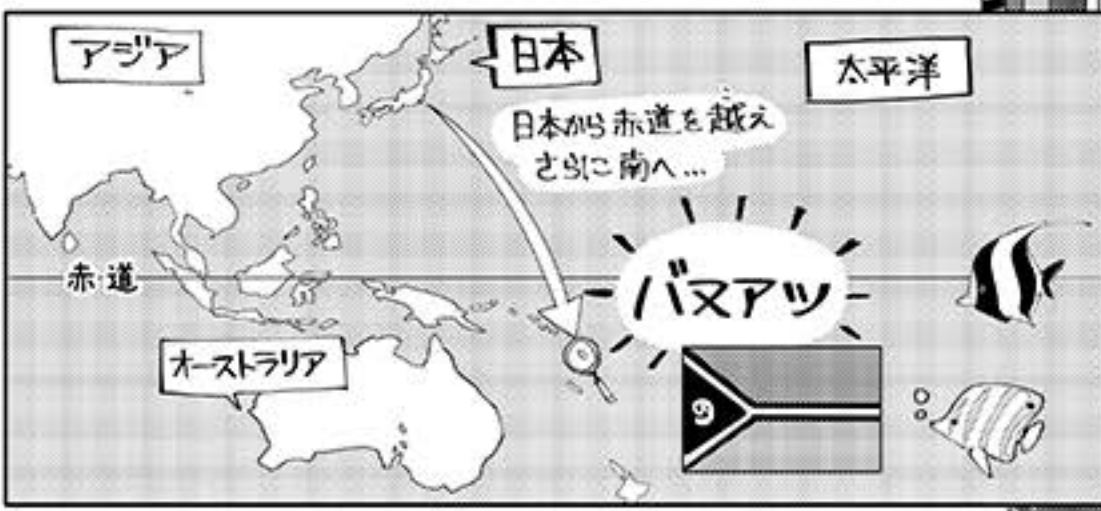 アジア
日本
太平洋
日本から赤道を越え
さらに南へ…
赤道
バヌアツ
オーストラリア